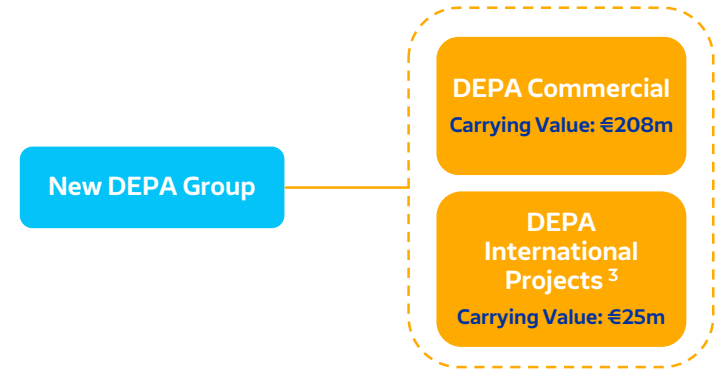 DEPA Commercial
Carrying Value: €208m
New DEPA Group
DEPA
International
Projects 3
Carrying Value: €25m